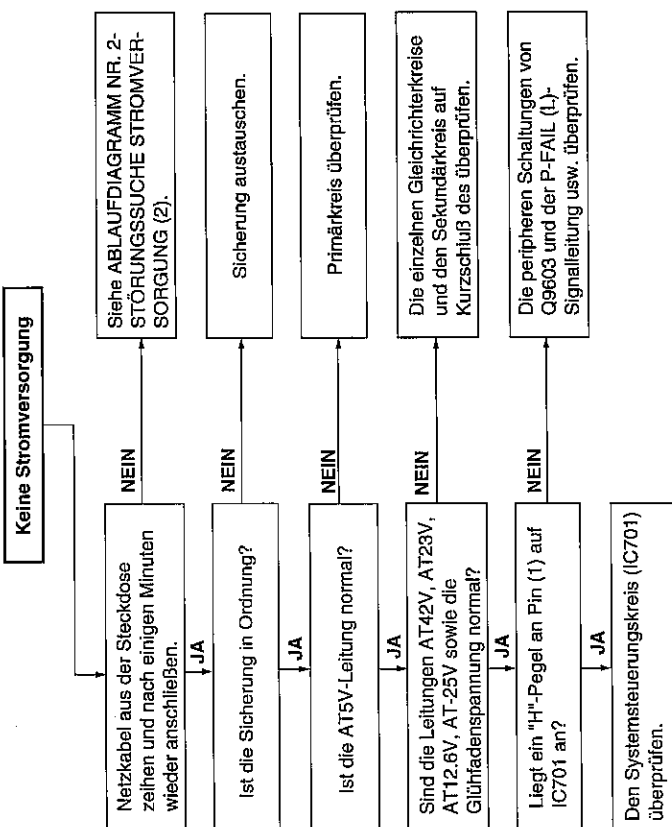 Keine Stromversorgung
Netzkabel aus der Steckdose
zeihen und nach einigen Minuten
wieder anschließen.
NEIN
Siehe ABLAUFDIAGRAMM NR. 2-
STÖRUNGSSUCHE STROMVER-
SORGUNG (2).
JA
Ist die Sicherung in Ordnung?
NEIN
Sicherung austauschen.
JA
Ist die AT5V-Leitung normal?
NEIN
Primärkreis überprüfen.
JA
Sind die Leitungen AT42V, AT23V,
AT12.6V, AT-25V sowie die
Glühfadenspannung normal?
NEIN
Die einzelnen Gleichrichterkreise
und den Sekundärkreis auf
Kurzschluß des überprüfen.
JA
Liegt ein "H"-Pegel an Pin (1) auf
IC701 an?
NEIN
Die peripheren Schaltungen von
Q9603 und der P-FAIL (L)-
Signalleitung usw. überprüfen.
JA
Den Systemsteuerungskreis (IC701)
überprüfen.